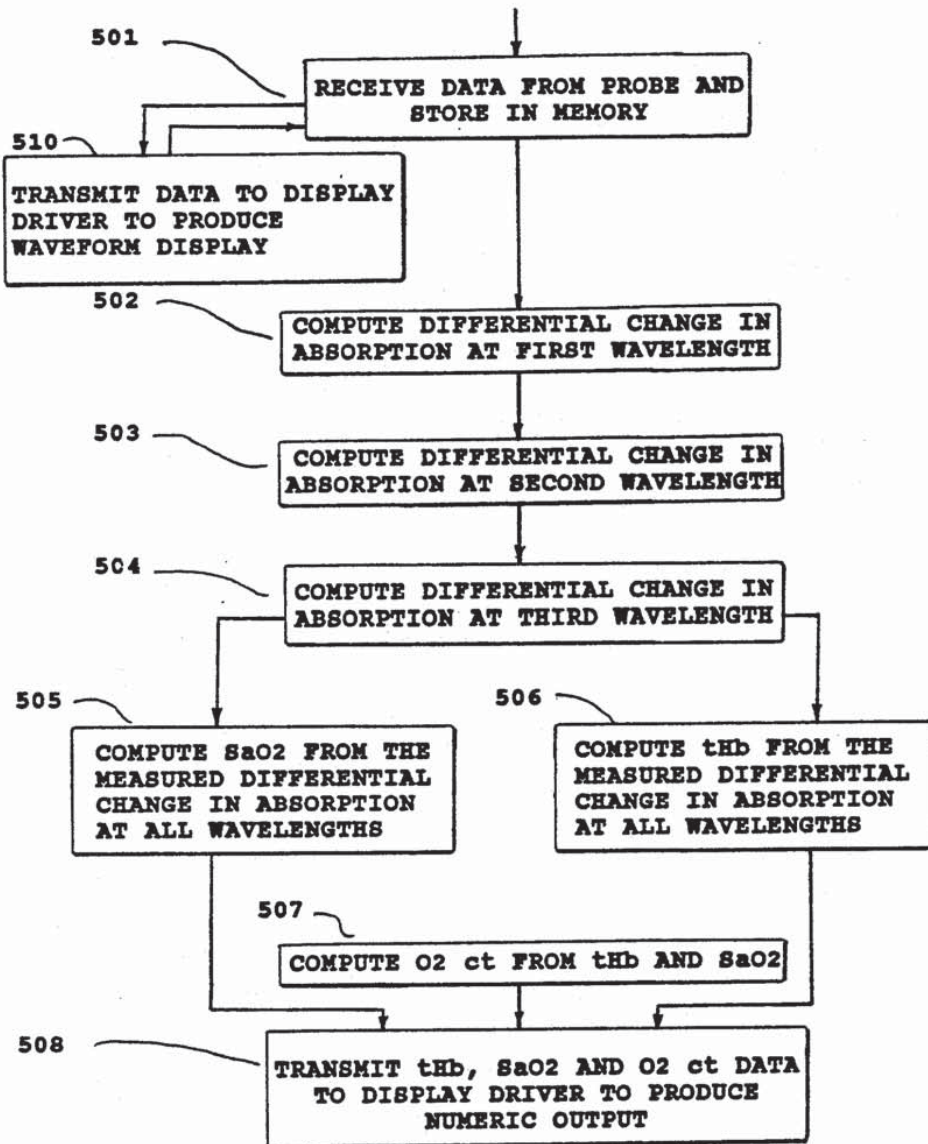 501
RECEIVE DATA FROM PROBE AND
STORE IN MEMORY
510
TRANSMIT DATA TO DISPLAY
DRIVER TO PRODUCE
WAVEFORM DISPLAY
502
COMPUTE DIFFERENTIAL CHANGE IN
ABSORPTION AT FIRST WAVELENGTH
503
COMPUTE DIFFERENTIAL CHANGE IN
ABSORPTION AT SECOND WAVELENGTH
504
COMPUTE DIFFERENTIAL CHANGE IN
ABSORPTION AT THIRD WAVELENGTH
505
COMPUTE SaO2 FROM THE
MEASURED DIFFERENTIAL
CHANGE IN ABSORPTION
AT ALL WAVELENGTHS
506
COMPUTE tHb FROM THE
MEASURED DIFFERENTIAL
CHANGE IN ABSORPTION
AT ALL WAVELENGTHS
507
COMPUTE O2 ct FROM tHb AND SaO2
508
TRANSMIT tHb, SaO2 AND O2 ct DATA
TO DISPLAY DRIVER TO PRODUCE
NUMERIC OUTPUT